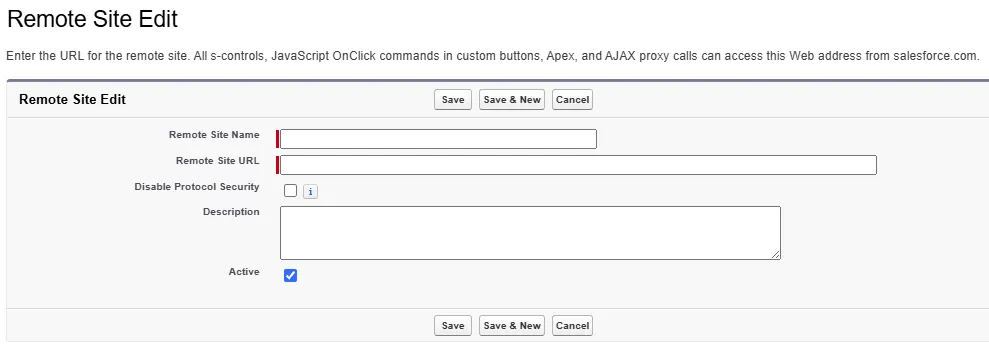 Remote Site Edit
Enter the URL for the remote site. All s-controls, JavaScript OnClick commands in custom buttons, Apex, and AJAX proxy calls can access this Web address from salesforce.com.
Remote Site Edit Save Save & New Cancel
Remote Site Name
Remote Site URL
Disable Protocol Security i
Description
Active
Save Save & New Cancel